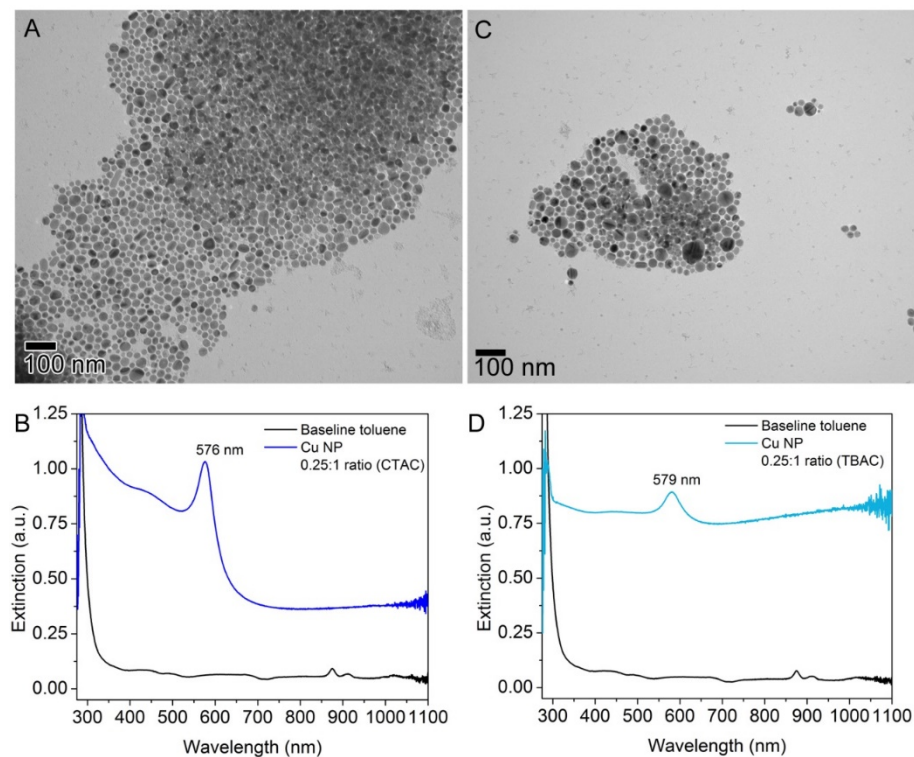 A
100 nm
C
100 nm
B
Extinction (a.u.)
1.25
1.00
0.75
0.50
0.25
0.00
576 nm
Baseline toluene
Cu NP
0.25:1 ratio (CTAC)
300 400 500 600 700 800 900 1000 1100
Wavelength (nm)
D
Extinction (a.u.)
1.25
1.00
0.75
0.50
0.25
0.00
579 nm
Baseline toluene
Cu NP
0.25:1 ratio (TBAC)
300 400 500 600 700 800 900 1000 1100
Wavelength (nm)